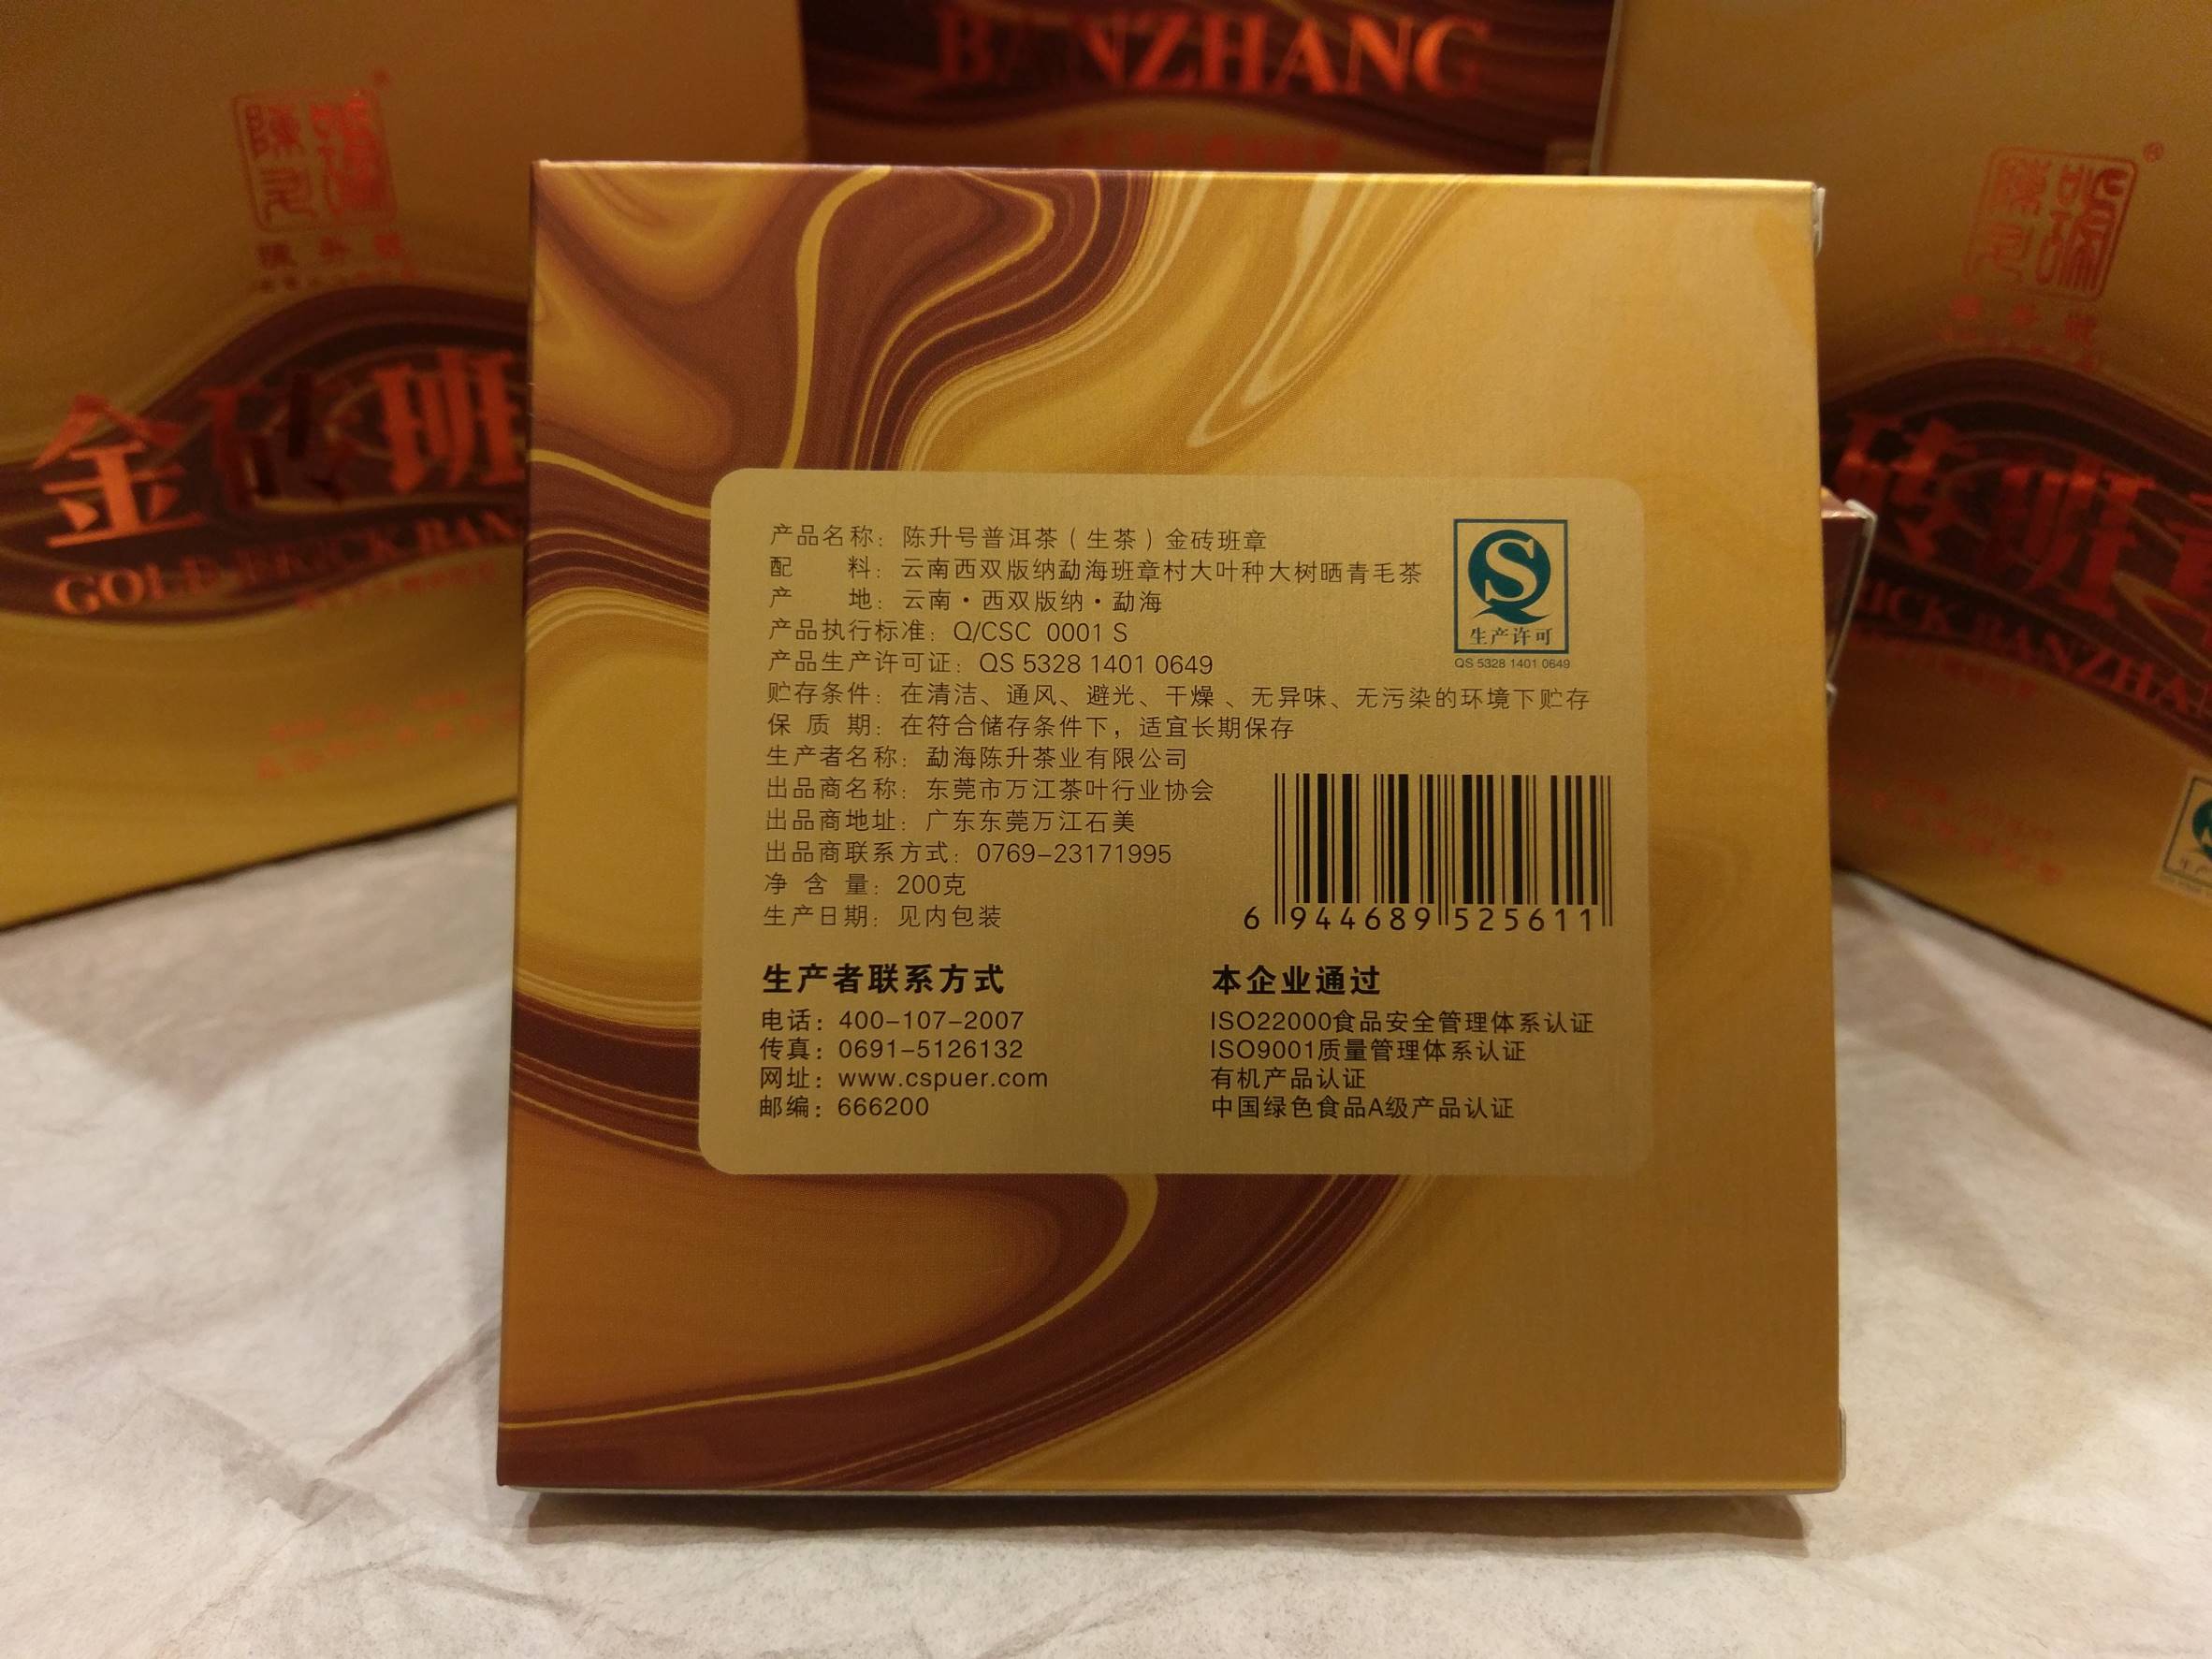 BANZHANG
陳升號
金砖班
GOLD BRICK BAN
砖班
ICK BANZHA
产品名称：陈升号普洱茶（生茶）金砖班章
配 料：云南西双版纳勐海班章村大叶种大树晒青毛茶
产 地：云南·西双版纳·勐海
产品执行标准：Q/CSC 0001 S
产品生产许可证：QS 5328 1401 0649
生产许可
QS 5328 1401 0649
贮存条件：在清洁、通风、避光、干燥、无异味、无污染的环境下贮存
保 质 期：在符合储存条件下，适宜长期保存
生产者名称：勐海陈升茶业有限公司
出品商名称：东莞市万江茶叶行业协会
出品商地址：广东东莞万江石美
出品商联系方式：0769-23171995
净 含 量：200克
生产日期：见内包装
6 944689 525611
生产者联系方式
电话：400-107-2007
传真：0691-5126132
网址：www.cspuer.com
邮编：666200
本企业通过
ISO22000食品安全管理体系认证
ISO9001质量管理体系认证
有机产品认证
中国绿色食品A级产品认证